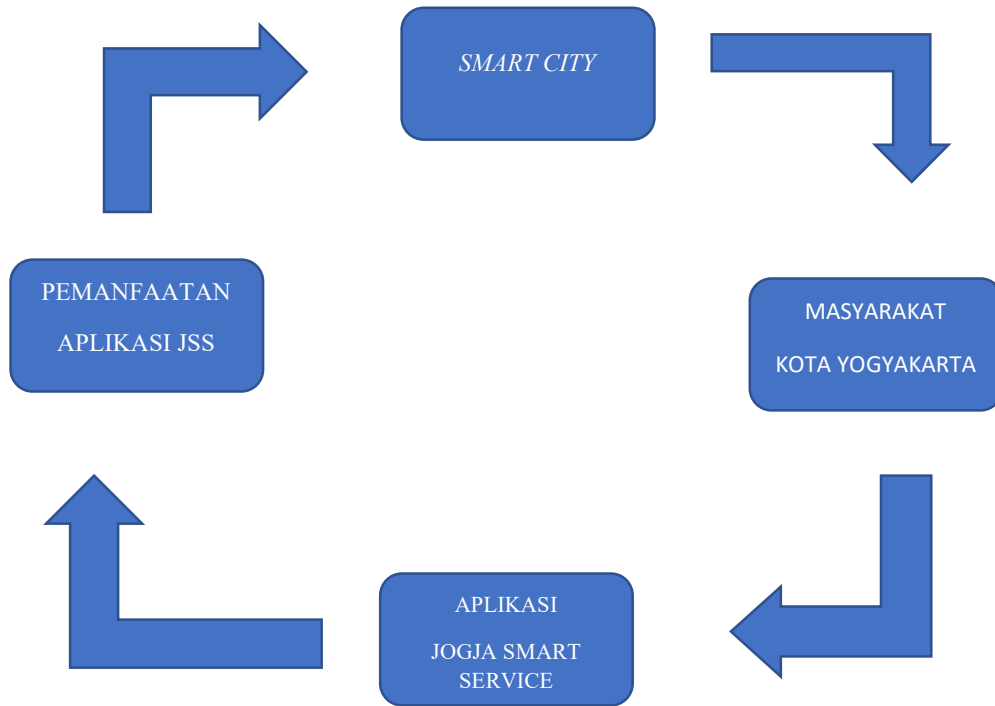 SMART CITY
PEMANFAATAN
APLIKASI JSS
MASYARAKAT
KOTA YOGYAKARTA
APLIKASI
JOGJA SMART
SERVICE